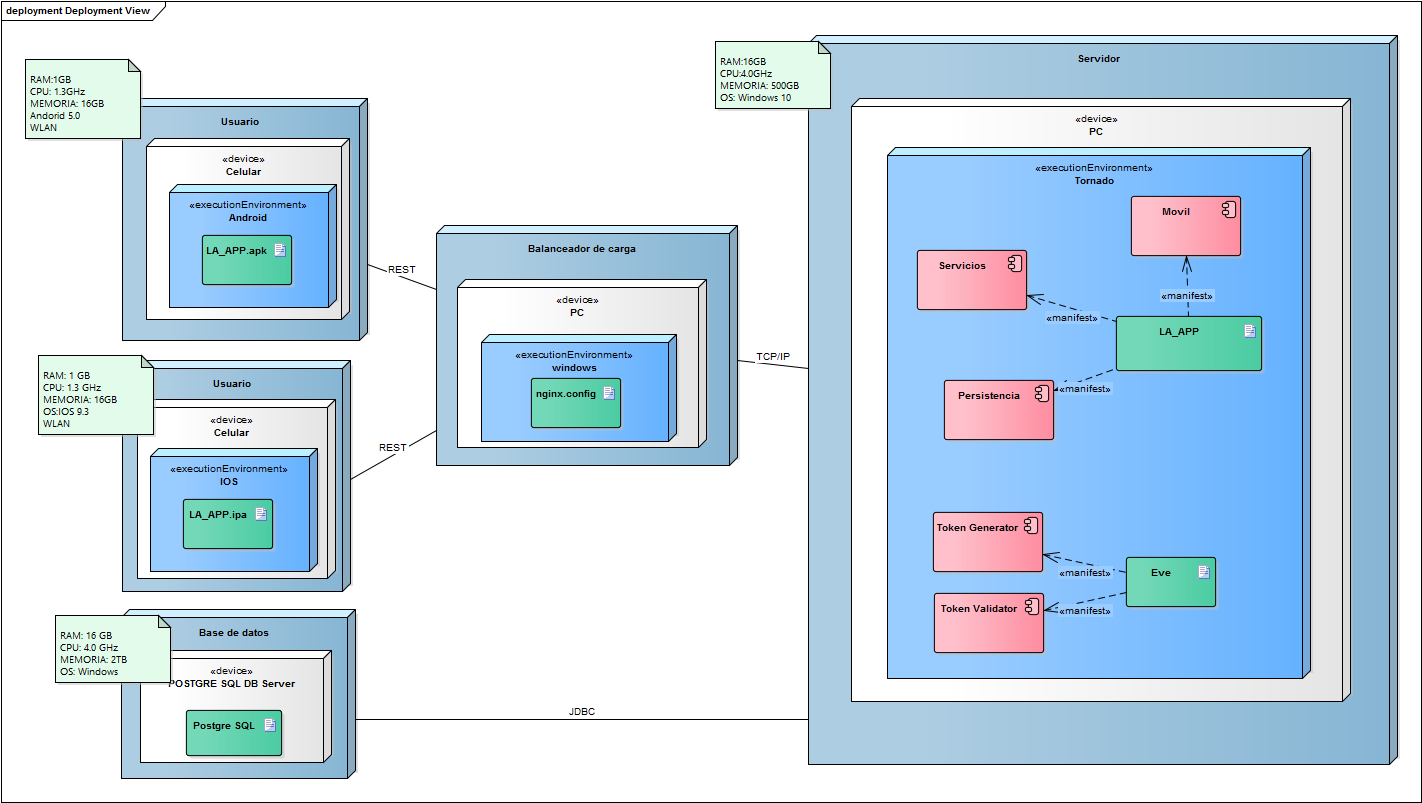 deployment Deployment View
RAM:1GB
CPU: 1.3GHz
MEMORIA: 16GB
Andorid 5.0
WLAN
Usuario
«device»
Celular
«executionEnvironment»
Android
LA_APP.apk
REST
RAM: 1 GB
CPU: 1.3 GHz
MEMORIA: 16GB
OS:IOS 9.3
WLAN
Usuario
«device»
Celular
«executionEnvironment»
IOS
LA_APP.ipa
REST
RAM: 16 GB
CPU: 4.0 GHz
MEMORIA: 2TB
OS: Windows
Base de datos
«device»
POSTGRE SQL DB Server
Postgre SQL
JDBC
Balanceador de carga
«device»
PC
«executionEnvironment»
windows
nginx.config
TCP/IP
RAM:16GB
CPU:4.0GHz
MEMORIA: 500GB
OS: Windows 10
Servidor
«device»
PC
«executionEnvironment»
Tornado
Movil
Servicios
«manifest»
«manifest»
LA_APP
Persistencia
«manifest»
Token Generator
«manifest»
Eve
Token Validator
«manifest»